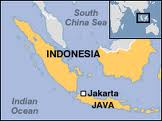 South
China Sea
INDONESIA
Jakarta
JAVA
Indian
Ocean